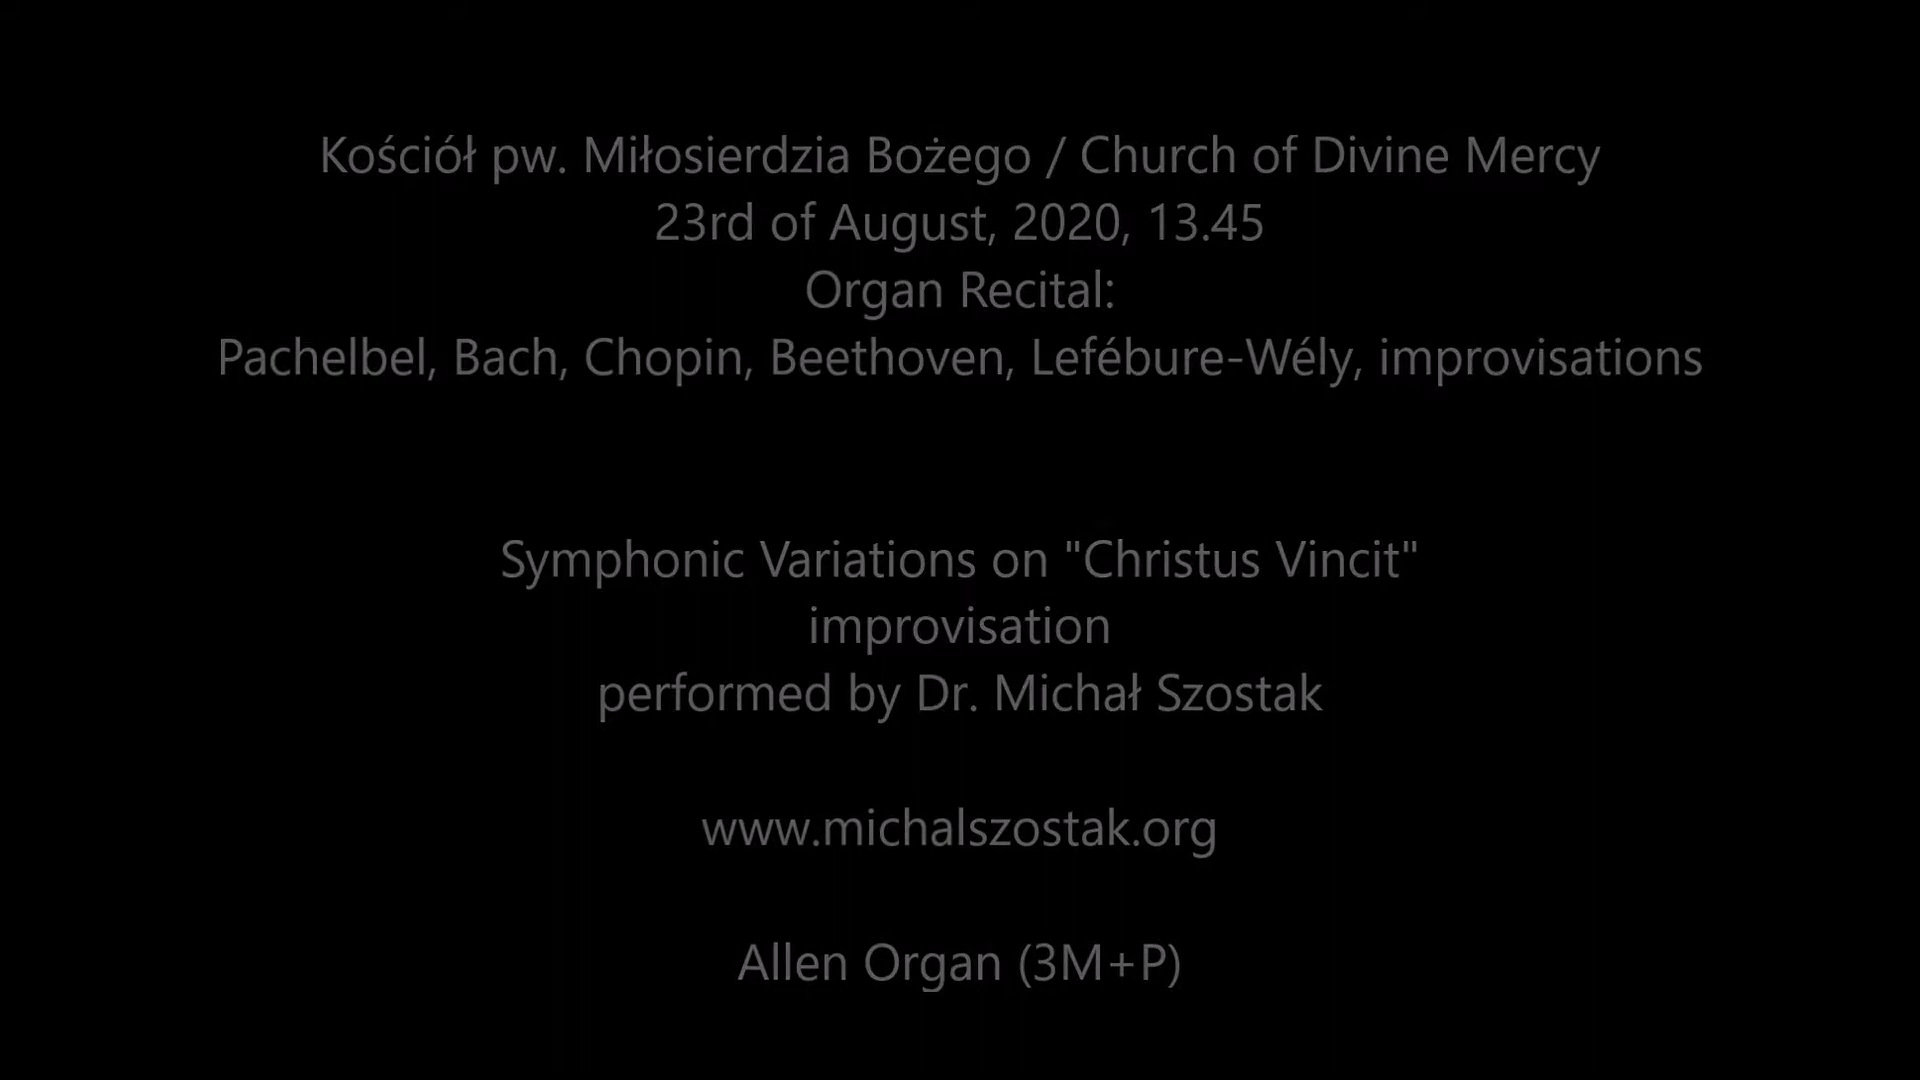 Kościół pw. Miłosierdzia Bożego / Church of Divine Mercy
23rd of August, 2020, 13.45
Organ Recital:
Pachelbel, Bach, Chopin, Beethoven, Lefébure-Wély, improvisations
Symphonic Variations on "Christus Vincit"
improvisation
performed by Dr. Michał Szostak
www.michalszostak.org
Allen Organ (3M+P)